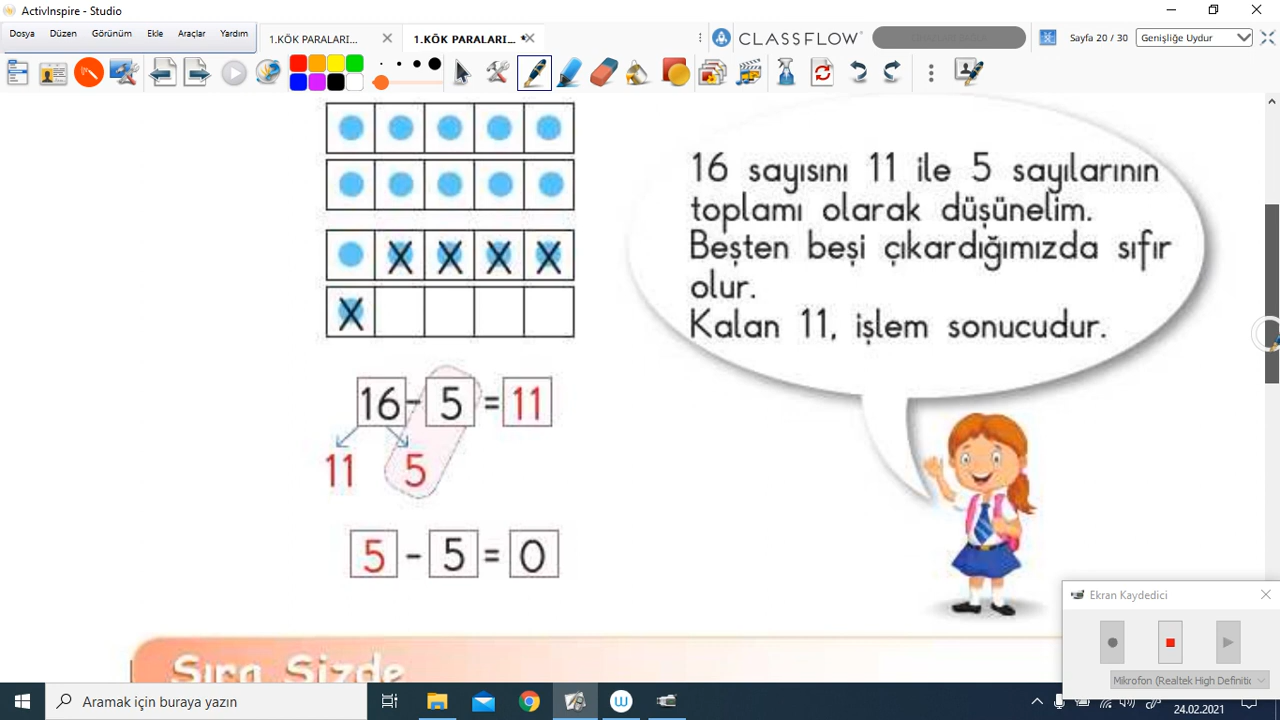 ActivInspire - Studio
Dosya Düzen Görünüm Ekle Araçlar Yardım
1.KÖK PARALARI... 1.KÖK PARALARI ... *
CLASSFLOW
Sayfa 20 / 30 Genişliğe Uydur
16 sayısını 11 ile 5 sayılarının
toplamı olarak düşünelim.
Beşten beşi çıkardığımızda sıfır
olur.
Kalan 11, işlem sonucudur.
X X X X
X
16 - 5 = 11
11 5
5 - 5 = 0
Sıra Sizde
Ekran Kaydedici
Mikrofon (Realtek High Definitic
Aramak için buraya yazın
24.02.2021